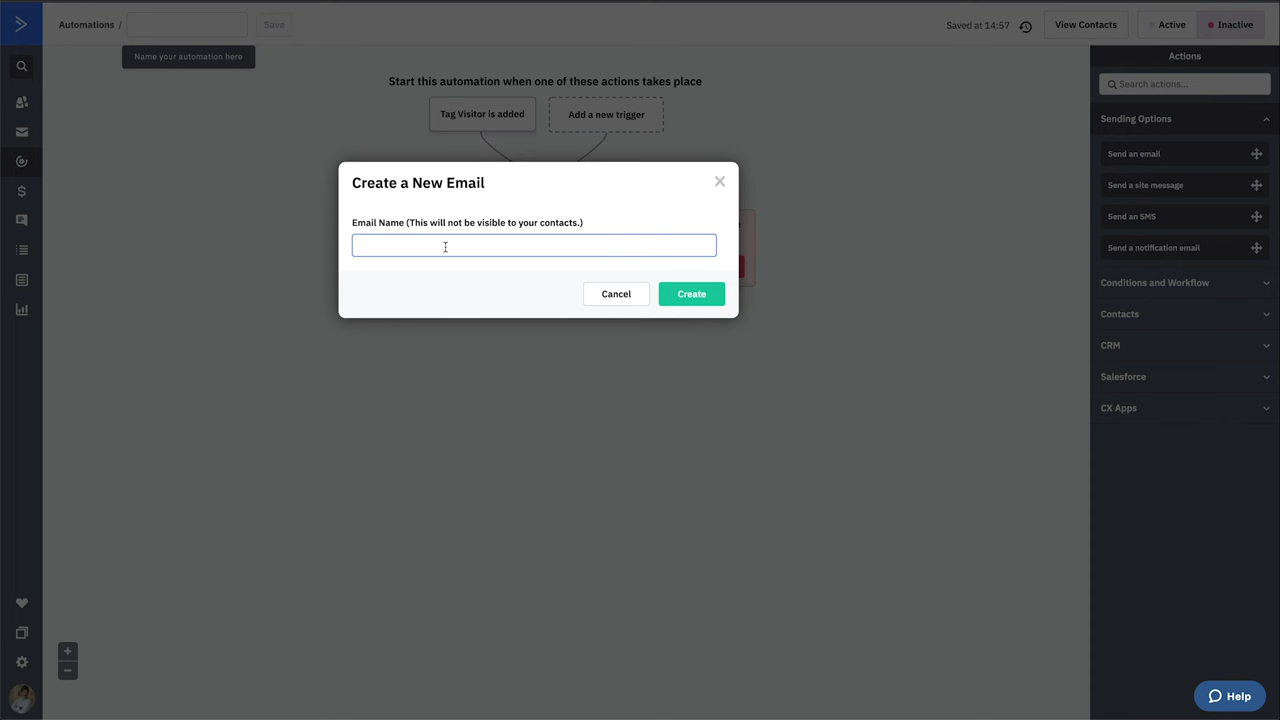 Automations /
Save
Saved at 14:57
View Contacts
Active
Inactive
Name your automation here
Actions
Start this automation when one of these actions takes place
Search actions...
Tag Visitor is added
Add a new trigger
Sending Options
Send an email
Send a site message
Send an SMS
Send a notification email
Conditions and Workflow
Contacts
CRM
Salesforce
CX Apps
Create a New Email
Email Name (This will not be visible to your contacts.)
Cancel
Create
Help